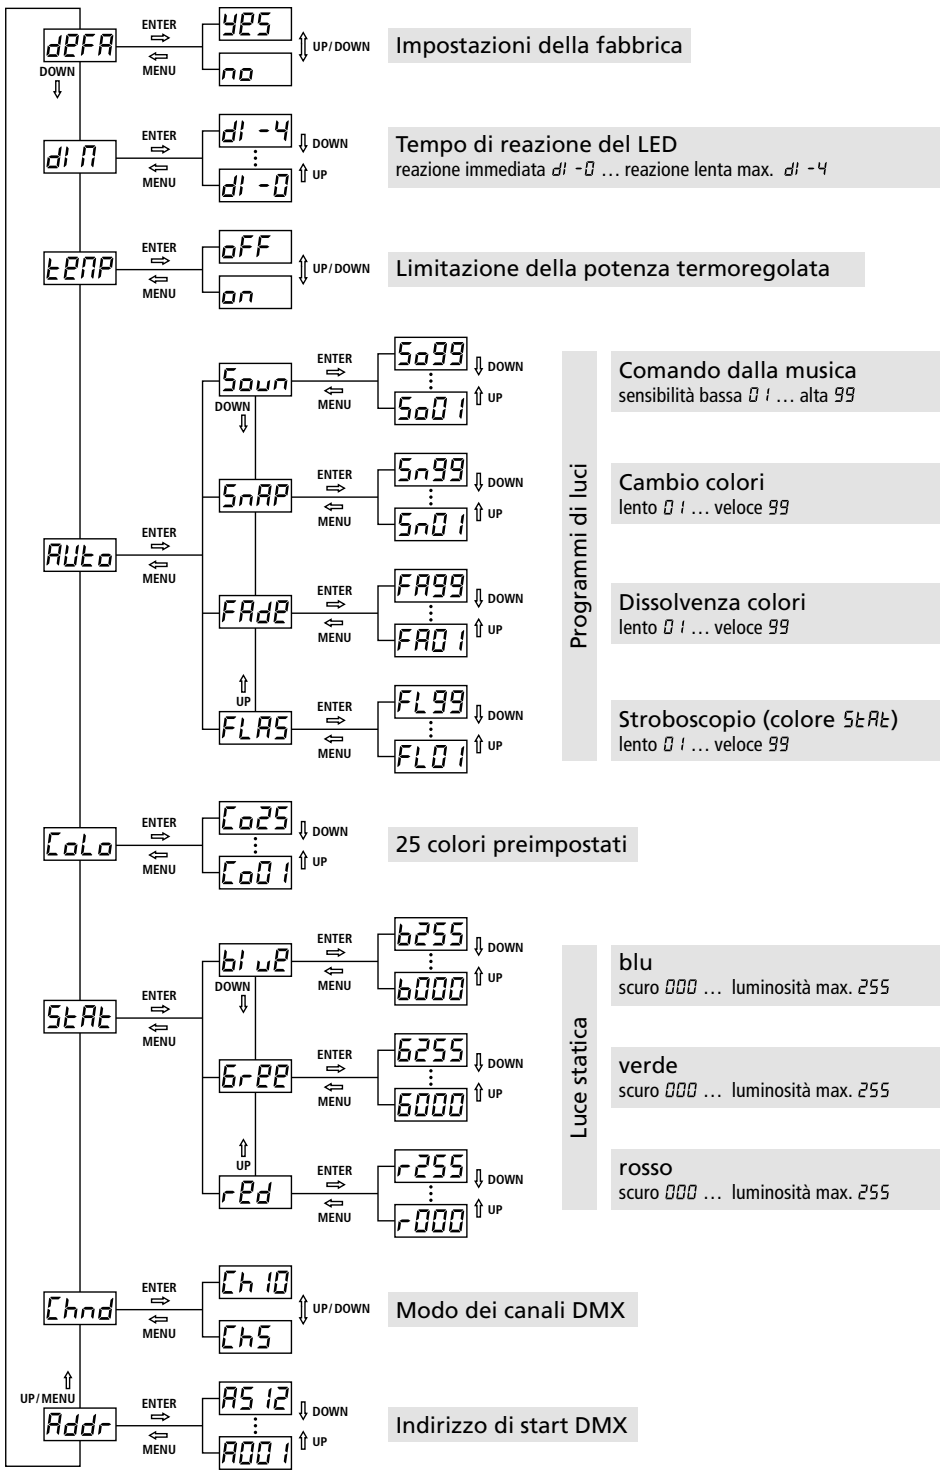 ENTER
YES
dEFA
UP/DOWN
Impostazioni della fabbrica
DOWN
MENU
no
ENTER
dI -4
DOWN
Tempo di reazione del LED
dIM
reazione immediata dI -0 ... reazione lenta max. dI -4
MENU
dI -0
UP
ENTER
oFF
tEMP
UP/DOWN
Limitazione della potenza termoregolata
MENU
on
Soun
DOWN
ENTER
MENU
So99
So01
DOWN
UP
Comando dalla musica
sensibilità bassa 01 ... alta 99
SnAP
ENTER
MENU
Sn99
Sn01
DOWN
UP
Cambio colori
lento 01 ... veloce 99
Programmi di luci
AUto
ENTER
MENU
FAdE
ENTER
MENU
FA99
FA01
DOWN
UP
Dissolvenza colori
lento 01 ... veloce 99
UP
FLAS
ENTER
MENU
FL99
FL01
DOWN
UP
Stroboscopio (colore StAt)
lento 01 ... veloce 99
CoLo
ENTER
MENU
Co25
Co01
DOWN
UP
25 colori preimpostati
bluE
DOWN
ENTER
MENU
b255
b000
DOWN
UP
blu
scuro 000 ... luminosità max. 255
StAt
ENTER
MENU
GrEE
ENTER
MENU
G255
G000
DOWN
UP
Luce statica
verde
scuro 000 ... luminosità max. 255
UP
rEd
ENTER
MENU
r255
r000
DOWN
UP
rosso
scuro 000 ... luminosità max. 255
Chnd
ENTER
MENU
Ch10
Ch5
UP/DOWN
Modo dei canali DMX
UP/MENU
Addr
ENTER
MENU
A512
A001
DOWN
UP
Indirizzo di start DMX